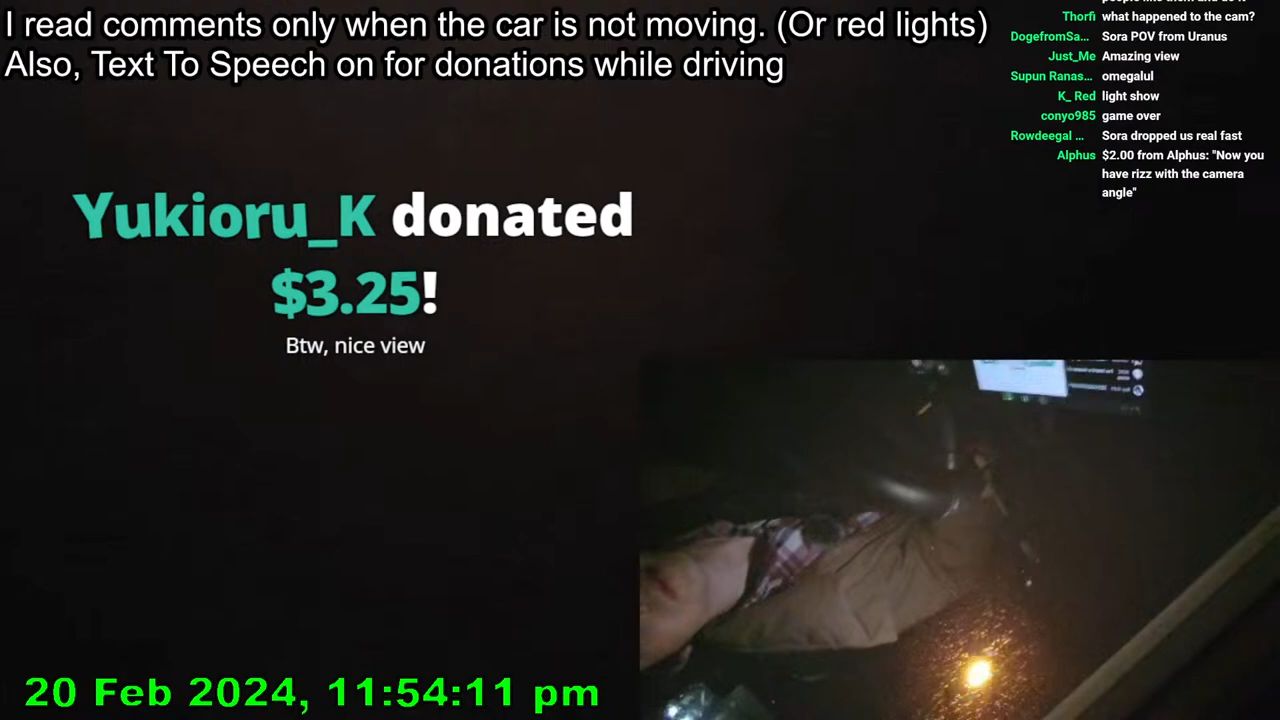 I read comments only when the car is not moving. (Or red lights)
Also, Text To Speech on for donations while driving
Thorfi what happened to the cam?
DogefromSa... Sora POV from Uranus
Just_Me Amazing view
Supun Ranas... omegalul
K_ Red light show
conyo985 game over
Rowdeegal ... Sora dropped us real fast
Alphus $2.00 from Alphus: "Now you
have rizz with the camera
angle"
Yukioru_K donated
$3.25!
Btw, nice view
20 Feb 2024, 11:54:11 pm